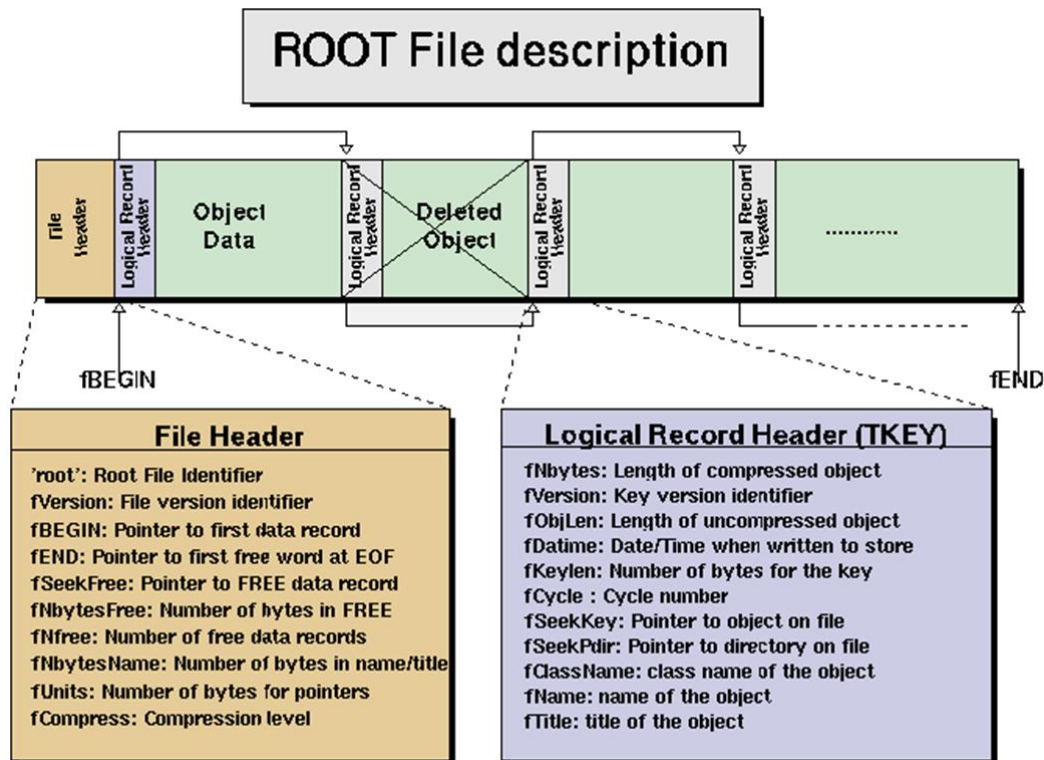 ROOT File description
File
Header
Logical Record
Header
Object
Data
Logical Record
Header
Deleted
Object
Logical Record
Header
Logical Record
Header
...........
fBEGIN
fEND
File Header
'root': Root File Identifier
fVersion: File version identifier
fBEGIN: Pointer to first data record
fEND: Pointer to first free word at EOF
fSeekFree: Pointer to FREE data record
fNbytesFree: Number of bytes in FREE
fNfree: Number of free data records
fNbytesName: Number of bytes in name/title
fUnits: Number of bytes for pointers
fCompress: Compression level
Logical Record Header (TKEY)
fNbytes: Length of compressed object
fVersion: Key version identifier
fObjLen: Length of uncompressed object
fDatime: Date/Time when written to store
fKeylen: Number of bytes for the key
fCycle : Cycle number
fSeekKey: Pointer to object on file
fSeekPdir: Pointer to directory on file
fClassName: class name of the object
fName: name of the object
fTitle: title of the object